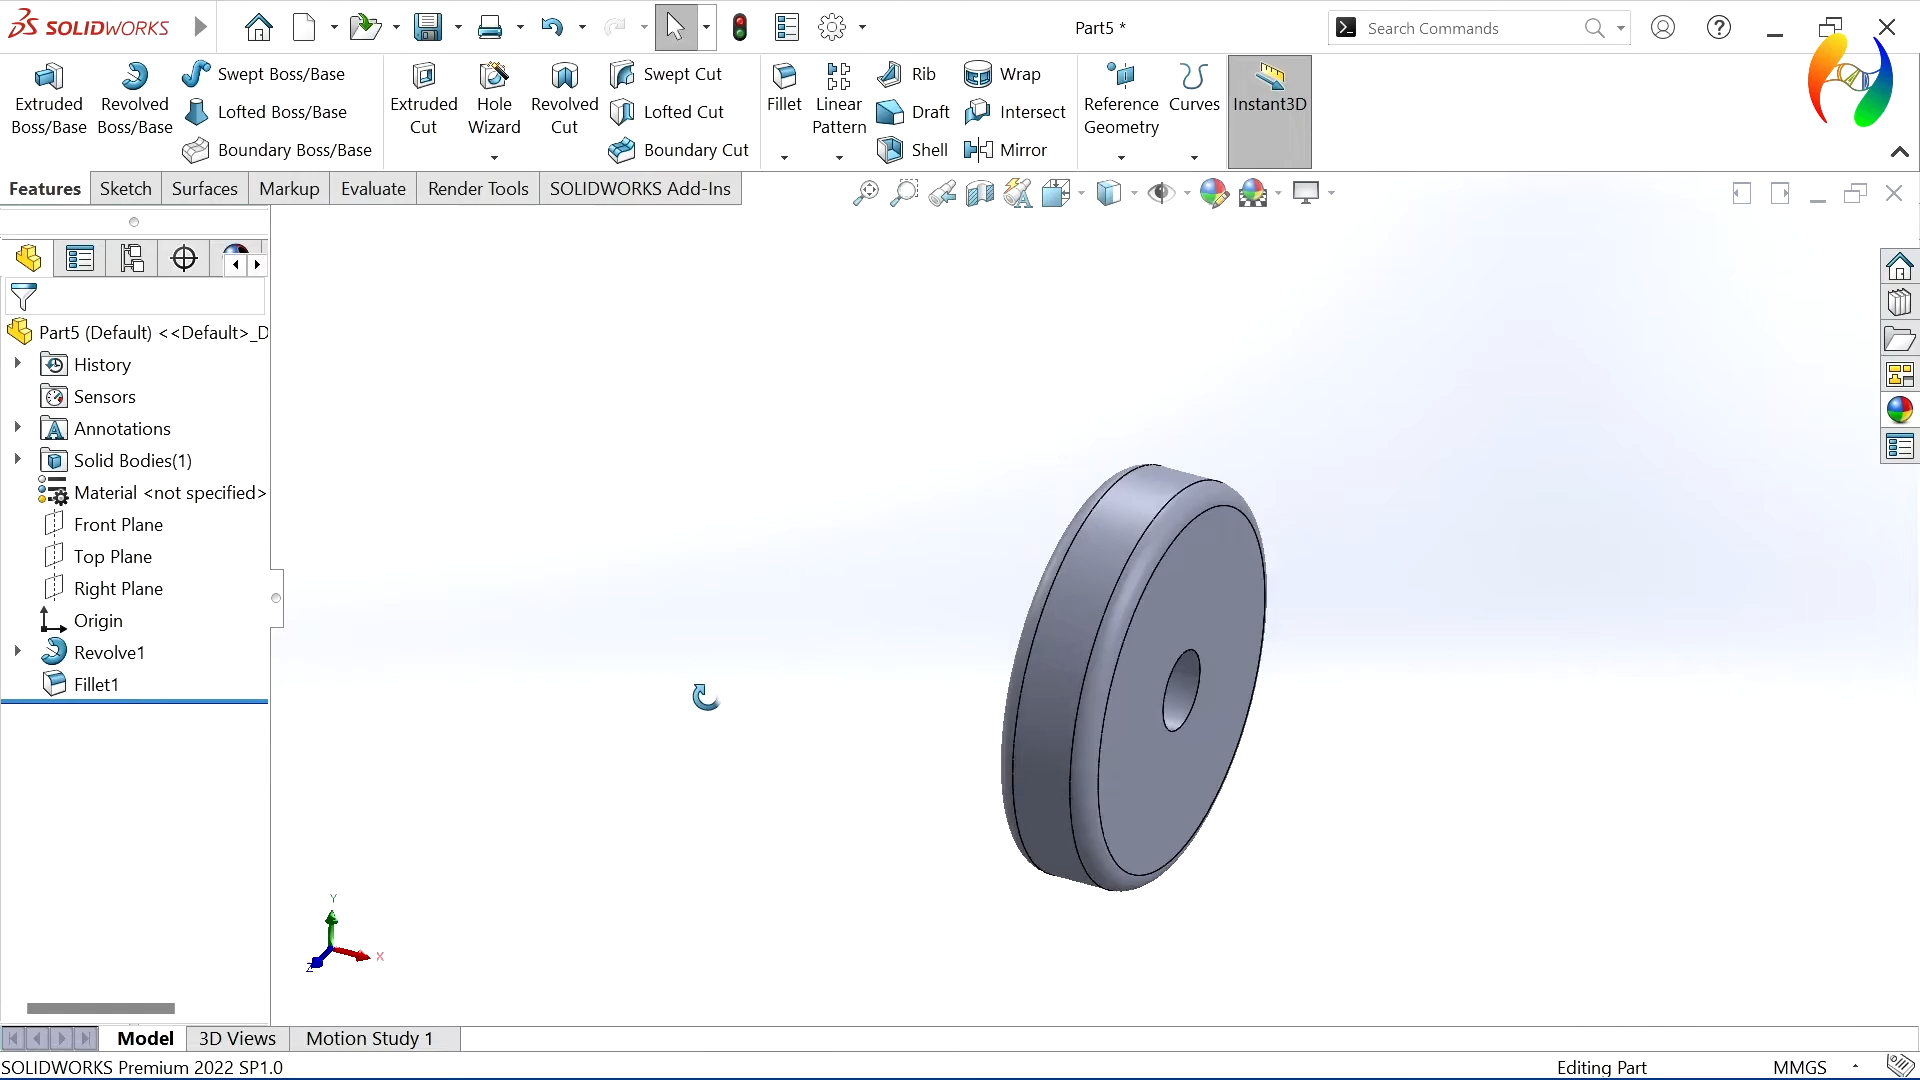 SOLIDWORKS
Part5 *
Search Commands
Extruded Boss/Base
Revolved Boss/Base
Swept Boss/Base
Lofted Boss/Base
Boundary Boss/Base
Extruded Cut
Hole Wizard
Revolved Cut
Swept Cut
Lofted Cut
Boundary Cut
Fillet
Linear Pattern
Rib
Draft
Shell
Wrap
Intersect
Mirror
Reference Geometry
Curves
Instant3D
Features
Sketch
Surfaces
Markup
Evaluate
Render Tools
SOLIDWORKS Add-Ins
Part5 (Default) <<Default>_D
History
Sensors
Annotations
Solid Bodies(1)
Material <not specified>
Front Plane
Top Plane
Right Plane
Origin
Revolve1
Fillet1
Y
X
Z
Model
3D Views
Motion Study 1
SOLIDWORKS Premium 2022 SP1.0
Editing Part
MMGS